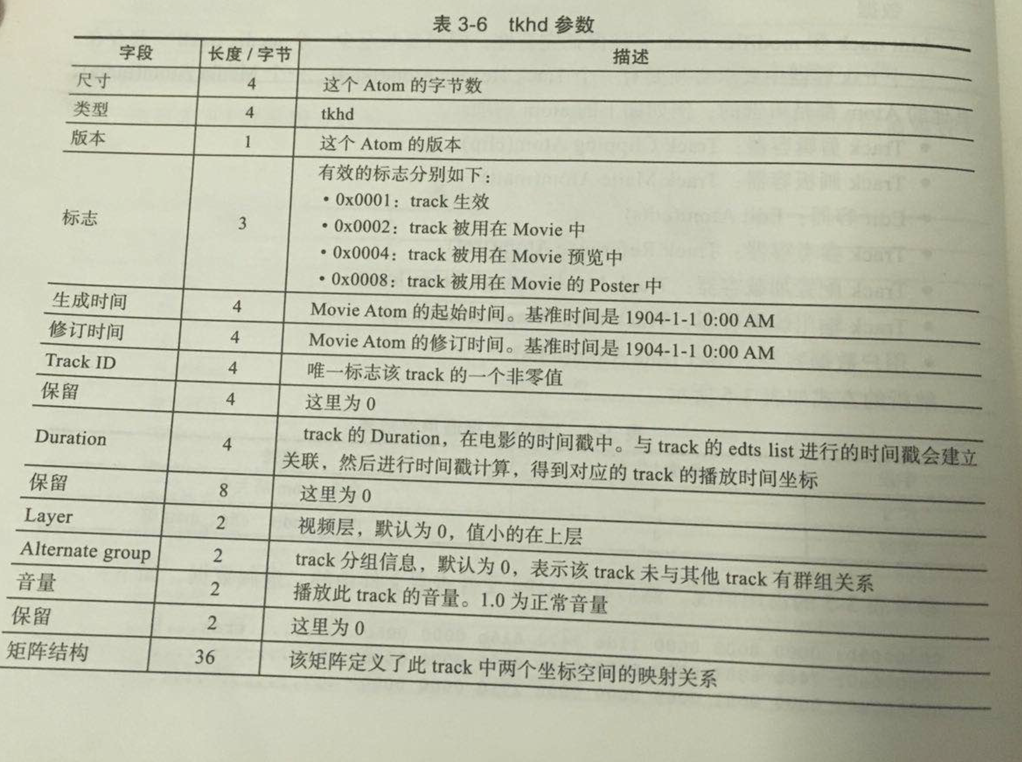 表 3-6 tkhd 参数
字段 长度 / 字节 描述
尺寸 4 这个 Atom 的字节数
类型 4 tkhd
版本 1 这个 Atom 的版本
标志 3 有效的标志分别如下：
• 0x0001：track 生效
• 0x0002：track 被用在 Movie 中
• 0x0004：track 被用在 Movie 预览中
• 0x0008：track 被用在 Movie 的 Poster 中
生成时间 4 Movie Atom 的起始时间。基准时间是 1904-1-1 0:00 AM
修订时间 4 Movie Atom 的修订时间。基准时间是 1904-1-1 0:00 AM
Track ID 4 唯一标志该 track 的一个非零值
保留 4 这里为 0
Duration 4 track 的 Duration，在电影的时间戳中。与 track 的 edts list 进行的时间戳会建立
关联，然后进行时间戳计算，得到对应的 track 的播放时间坐标
保留 8 这里为 0
Layer 2 视频层，默认为 0，值小的在上层
Alternate group 2 track 分组信息，默认为 0，表示该 track 未与其他 track 有群组关系
音量 2 播放此 track 的音量。1.0 为正常音量
保留 2 这里为 0
矩阵结构 36 该矩阵定义了此 track 中两个坐标空间的映射关系